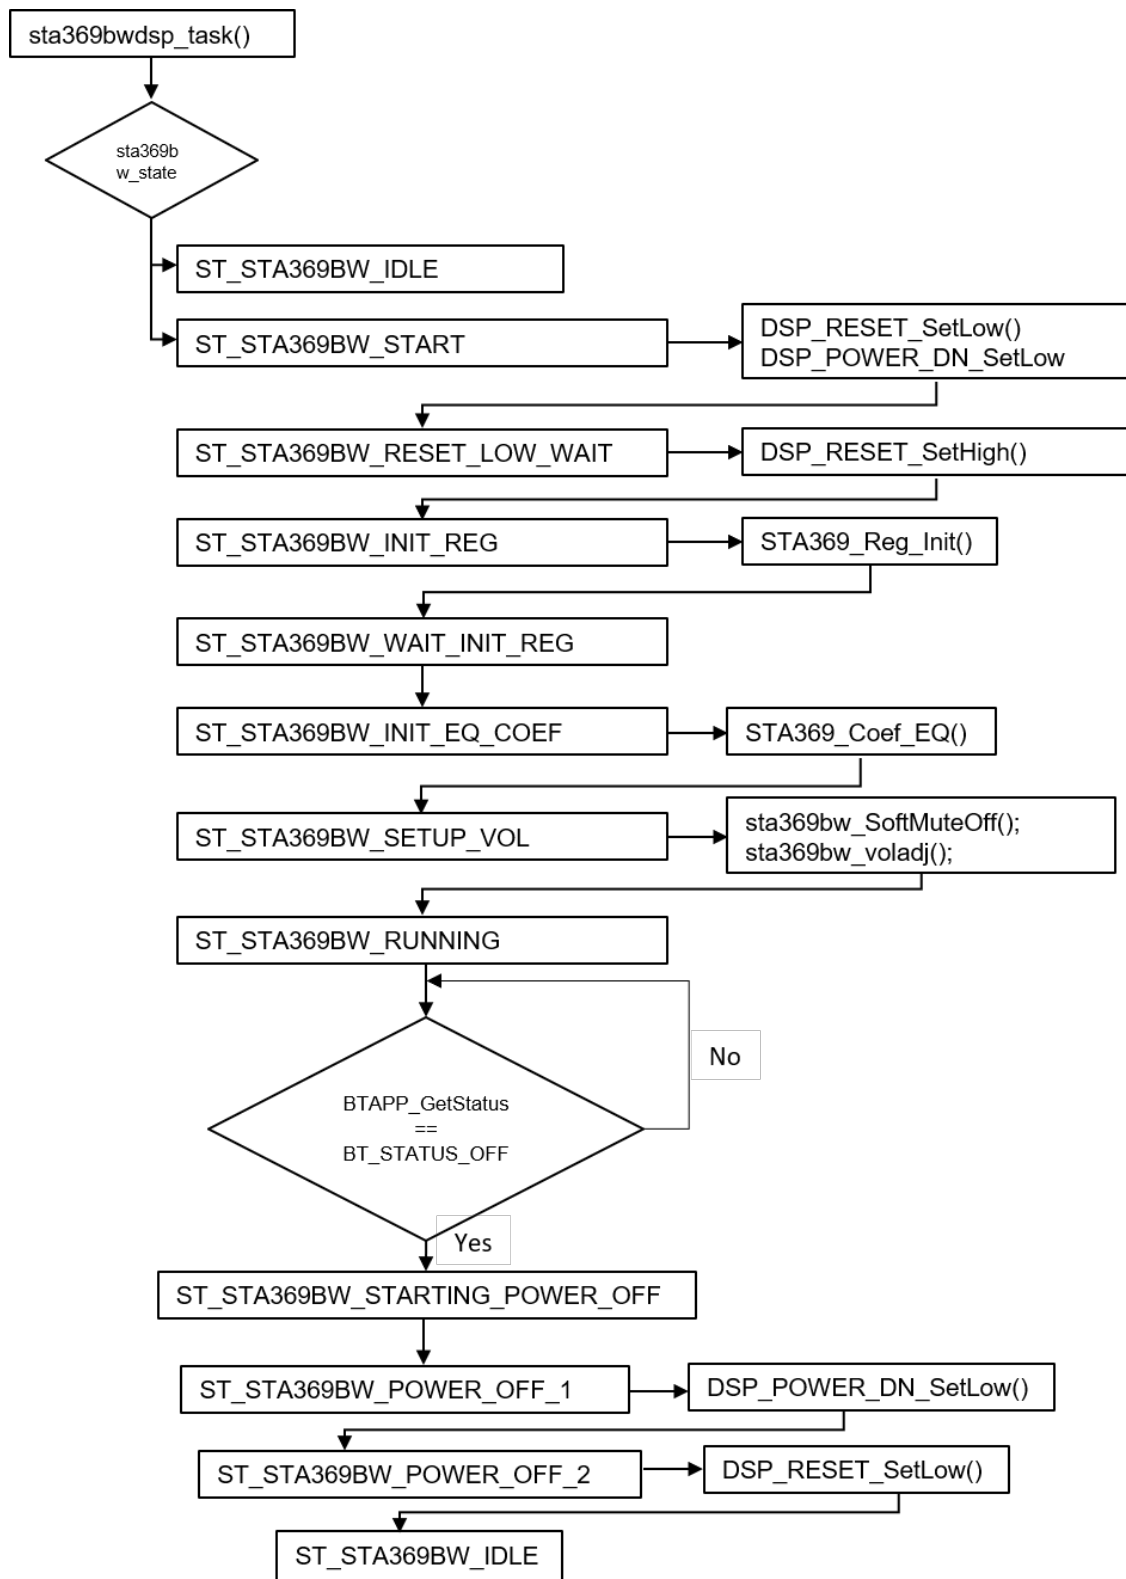 sta369bwdsp_task()
sta369b
w_state
ST_STA369BW_IDLE
ST_STA369BW_START
DSP_RESET_SetLow()
DSP_POWER_DN_SetLow
ST_STA369BW_RESET_LOW_WAIT
DSP_RESET_SetHigh()
ST_STA369BW_INIT_REG
STA369_Reg_Init()
ST_STA369BW_WAIT_INIT_REG
ST_STA369BW_INIT_EQ_COEF
STA369_Coef_EQ()
ST_STA369BW_SETUP_VOL
sta369bw_SoftMuteOff();
sta369bw_voladj();
ST_STA369BW_RUNNING
No
BTAPP_GetStatus
==
BT_STATUS_OFF
Yes
ST_STA369BW_STARTING_POWER_OFF
ST_STA369BW_POWER_OFF_1
DSP_POWER_DN_SetLow()
ST_STA369BW_POWER_OFF_2
DSP_RESET_SetLow()
ST_STA369BW_IDLE